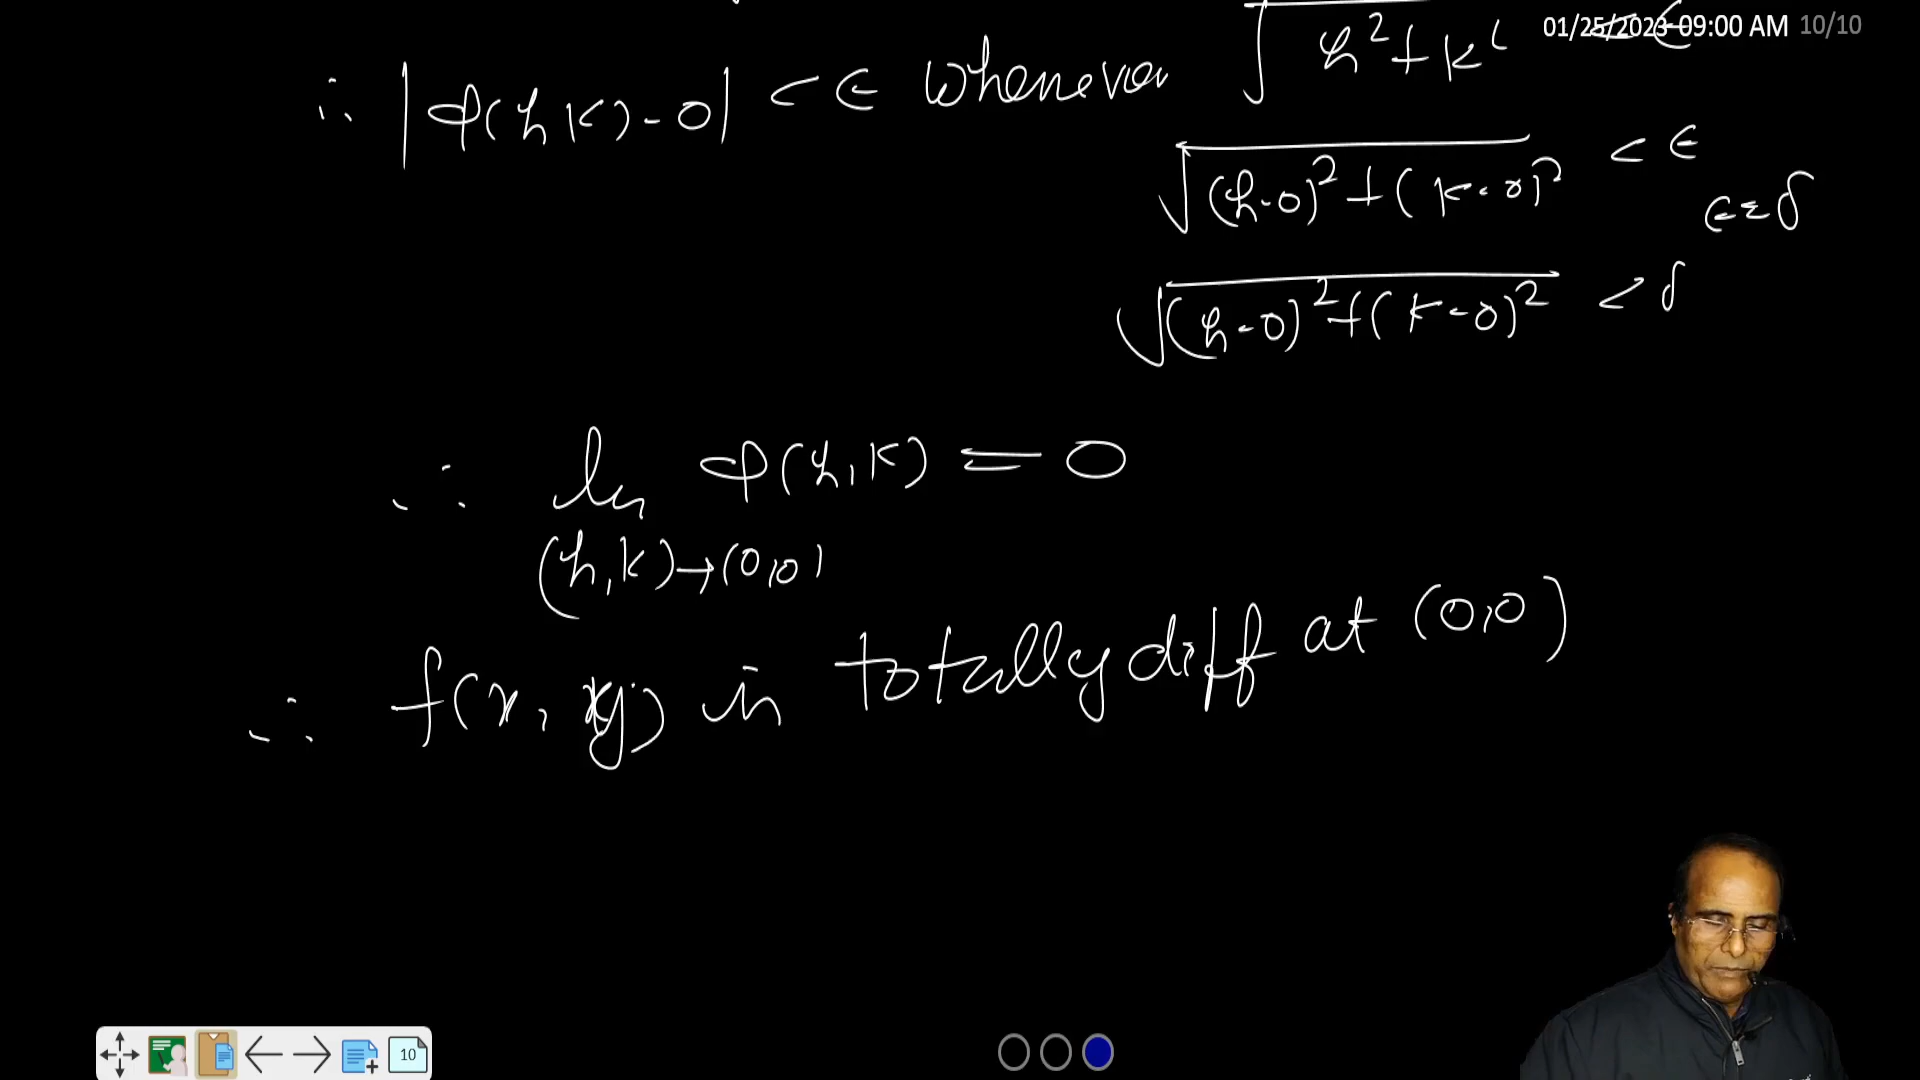 01/25/2023 09:00 AM 10/10
∴ |φ(h,k)-0| < ϵ whenever √h²+k² < ϵ
√(h-0)²+(k-0)² < ϵ
ϵ=δ
√(h-0)²+(k-0)² < δ
∴ lim φ(h,k) = 0
(h,k)→(0,0)
∴ f(x,y) is totally diff at (0,0)
10